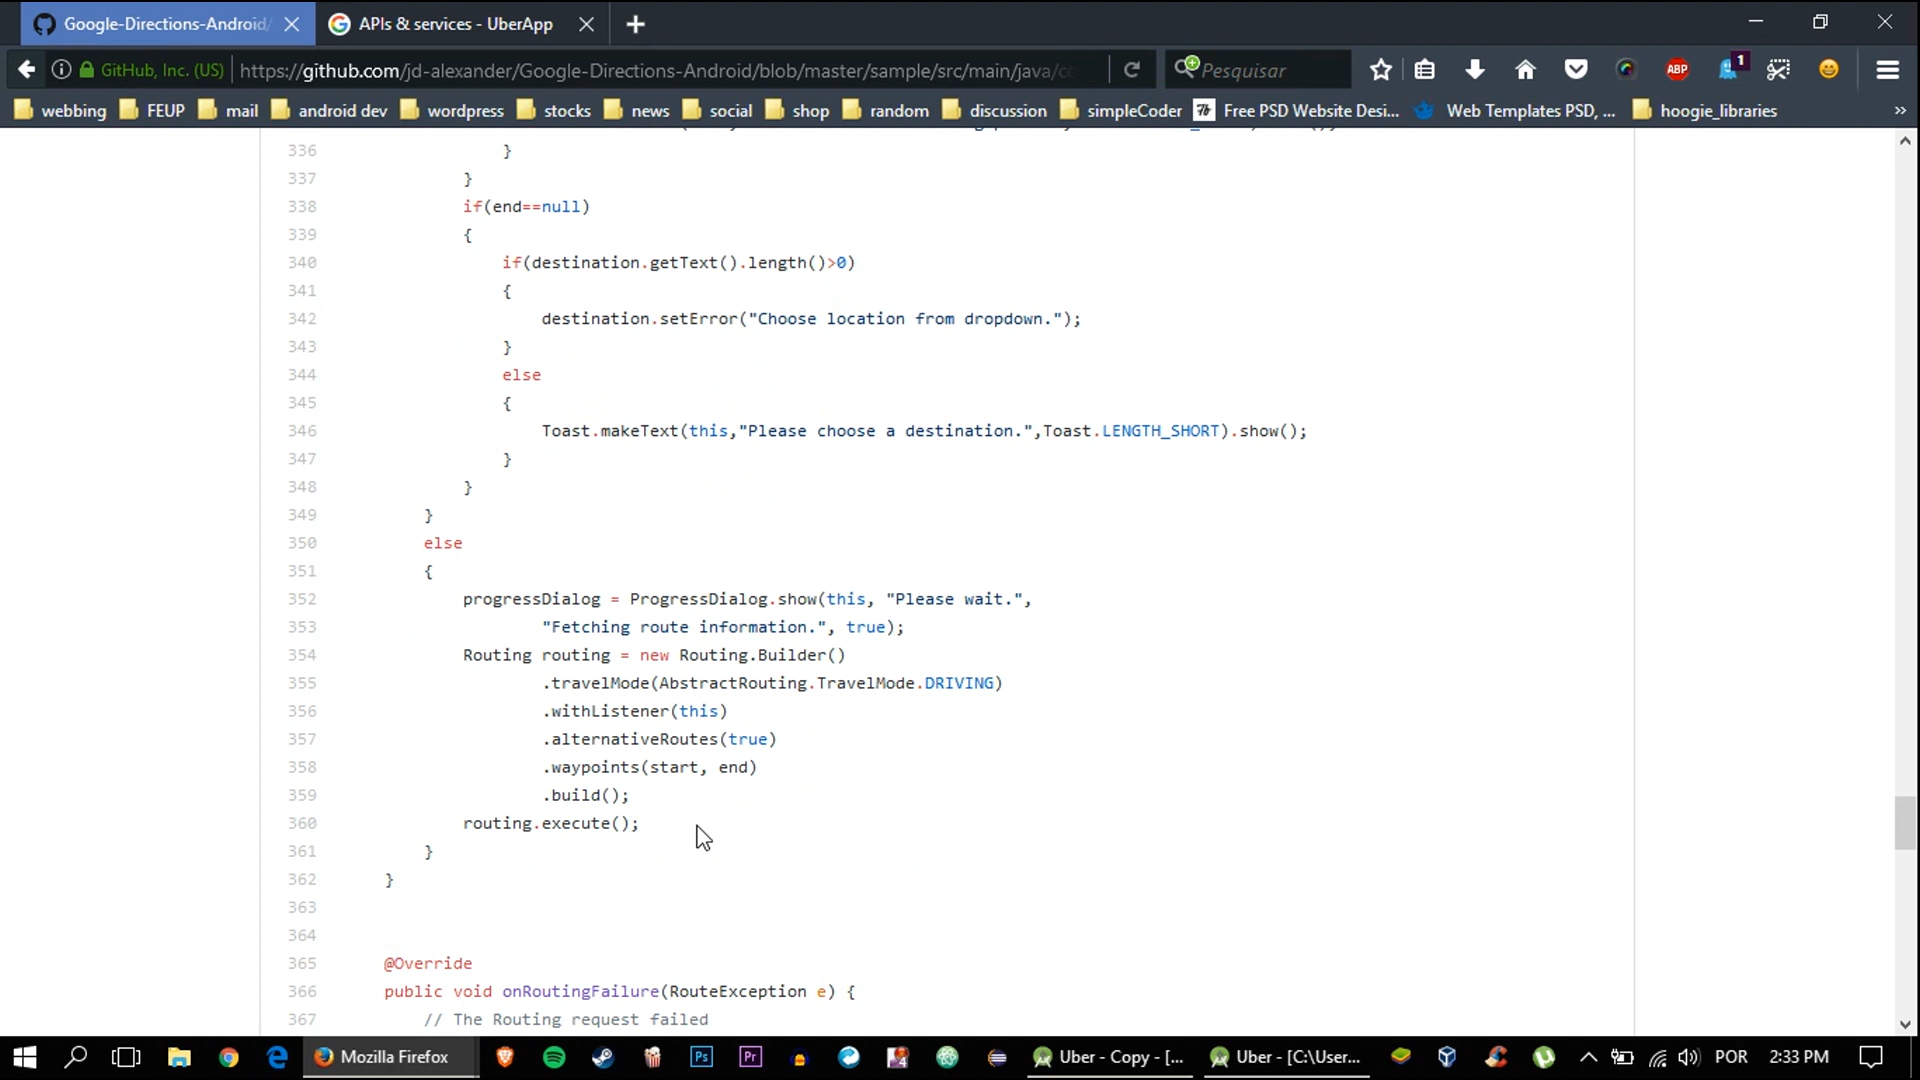 Google-Directions-Android/
APIs & services - UberApp
GitHub, Inc. (US)
https://github.com/jd-alexander/Google-Directions-Android/blob/master/sample/src/main/java/co
Pesquisar
ABP
1
webbing
FEUP
mail
android dev
wordpress
stocks
news
social
shop
random
discussion
simpleCoder
Free PSD Website Desi...
Web Templates PSD, ...
hoogie_libraries
336 }
337 }
338 if(end==null)
339 {
340 if(destination.getText().length()>0)
341 {
342 destination.setError("Choose location from dropdown.");
343 }
344 else
345 {
346 Toast.makeText(this,"Please choose a destination.",Toast.LENGTH_SHORT).show();
347 }
348 }
349 }
350 else
351 {
352 progressDialog = ProgressDialog.show(this, "Please wait.",
353 "Fetching route information.", true);
354 Routing routing = new Routing.Builder()
355 .travelMode(AbstractRouting.TravelMode.DRIVING)
356 .withListener(this)
357 .alternativeRoutes(true)
358 .waypoints(start, end)
359 .build();
360 routing.execute();
361 }
362 }
363
364
365 @Override
366 public void onRoutingFailure(RouteException e) {
367 // The Routing request failed
Mozilla Firefox
Ps
Pr
Uber - Copy - [...
Uber - [C:\User...
POR
2:33 PM